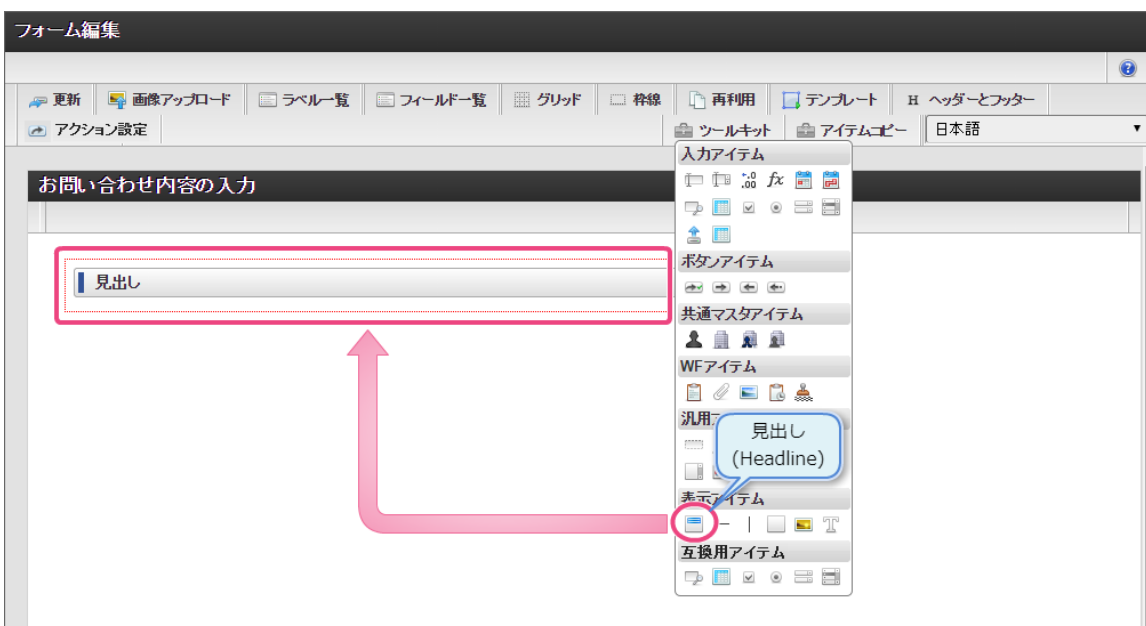 フォーム編集
更新
画像アップロード
ラベル一覧
フィールド一覧
グリッド
枠線
再利用
テンプレート
H ヘッダーとフッター
アクション設定
ツールキット
アイテムコピー
日本語
お問い合わせ内容の入力
見出し
入力アイテム
ボタンアイテム
共通マスタアイテム
WFアイテム
汎用
見出し
(Headline)
表示アイテム
互換用アイテム